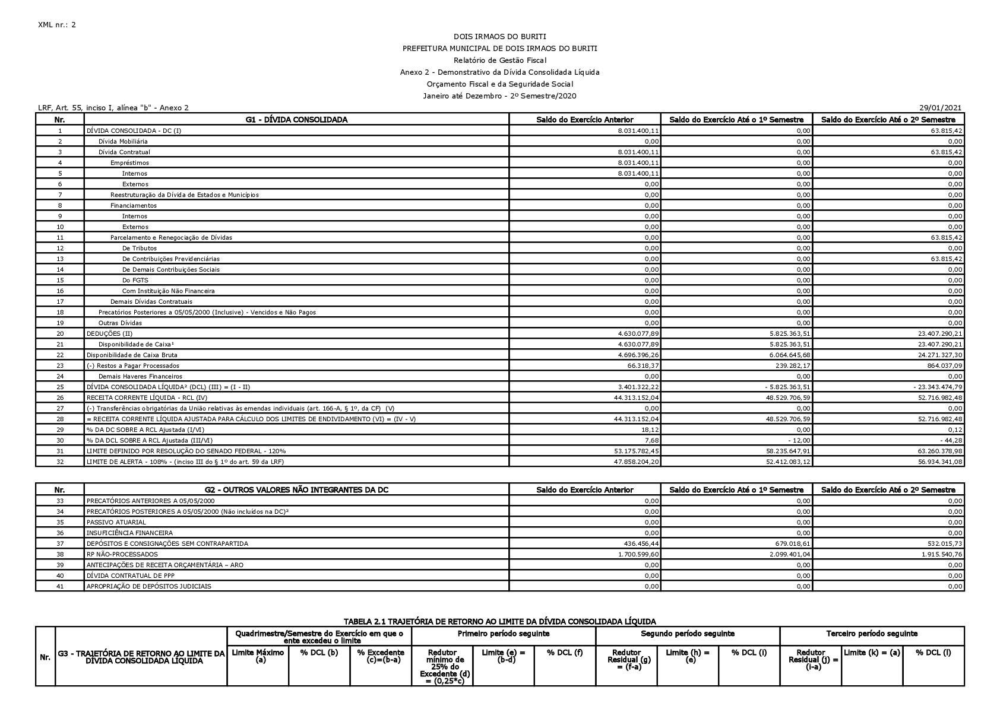 XML nr.: 2
DOIS IRMAOS DO BURITI
PREFEITURA MUNICIPAL DE DOIS IRMAOS DO BURITI
Relatório de Gestão Fiscal
Anexo 2 - Demonstrativo da Dívida Consolidada Líquida
Orçamento Fiscal e da Seguridade Social
Janeiro até Dezembro - 2º Semestre/2020
LRF, Art. 55, inciso I, alínea "b" - Anexo 2 29/01/2021
Nr. G1 - DÍVIDA CONSOLIDADA Saldo do Exercício Anterior Saldo do Exercício Até o 1º Semestre Saldo do Exercício Até o 2º Semestre
1 DÍVIDA CONSOLIDADA - DC (I) 8.031.400,11 0,00 63.815,42
2 Dívida Mobiliária 0,00 0,00 0,00
3 Dívida Contratual 8.031.400,11 0,00 63.815,42
4 Empréstimos 8.031.400,11 0,00 0,00
5 Internos 8.031.400,11 0,00 0,00
6 Externos 0,00 0,00 0,00
7 Reestruturação da Dívida de Estados e Municípios 0,00 0,00 0,00
8 Financiamentos 0,00 0,00 0,00
9 Internos 0,00 0,00 0,00
10 Externos 0,00 0,00 0,00
11 Parcelamento e Renegociação de Dívidas 0,00 0,00 63.815,42
12 De Tributos 0,00 0,00 0,00
13 De Contribuições Previdenciárias 0,00 0,00 63.815,42
14 De Demais Contribuições Sociais 0,00 0,00 0,00
15 Do FGTS 0,00 0,00 0,00
16 Com Instituição Não Financeira 0,00 0,00 0,00
17 Demais Dívidas Contratuais 0,00 0,00 0,00
18 Precatórios Posteriores a 05/05/2000 (Inclusive) - Vencidos e Não Pagos 0,00 0,00 0,00
19 Outras Dívidas 0,00 0,00 0,00
20 DEDUÇÕES (II) 4.630.077,89 5.825.363,51 23.407.290,21
21 Disponibilidade de Caixa¹ 4.630.077,89 5.825.363,51 23.407.290,21
22 Disponibilidade de Caixa Bruta 4.696.396,26 6.064.645,68 24.271.327,30
23 (-) Restos a Pagar Processados 66.318,37 239.282,17 864.037,09
24 Demais Haveres Financeiros 0,00 0,00 0,00
25 DÍVIDA CONSOLIDADA LÍQUIDA² (DCL) (III) = (I - II) 3.401.322,22 - 5.825.363,51 - 23.343.474,79
26 RECEITA CORRENTE LÍQUIDA - RCL (IV) 44.313.152,04 48.529.706,59 52.716.982,48
27 (-) Transferências obrigatórias da União relativas às emendas individuais (art. 166-A, § 1º, da CF) (V) 0,00 0,00 0,00
28 = RECEITA CORRENTE LÍQUIDA AJUSTADA PARA CÁLCULO DOS LIMITES DE ENDIVIDAMENTO (VI) = (IV - V) 44.313.152,04 48.529.706,59 52.716.982,48
29 % DA DC SOBRE A RCL Ajustada (I/VI) 18,12 0,00 0,12
30 % DA DCL SOBRE A RCL Ajustada (III/VI) 7,68 - 12,00 - 44,28
31 LIMITE DEFINIDO POR RESOLUÇÃO DO SENADO FEDERAL - 120% 53.175.782,45 58.235.647,91 63.260.378,98
32 LIMITE DE ALERTA - 108% - (inciso III do § 1º do art. 59 da LRF) 47.858.204,20 52.412.083,12 56.934.341,08
Nr. G2 - OUTROS VALORES NÃO INTEGRANTES DA DC Saldo do Exercício Anterior Saldo do Exercício Até o 1º Semestre Saldo do Exercício Até o 2º Semestre
33 PRECATÓRIOS ANTERIORES A 05/05/2000 0,00 0,00 0,00
34 PRECATÓRIOS POSTERIORES A 05/05/2000 (Não incluídos na DC)² 0,00 0,00 0,00
35 PASSIVO ATUARIAL 0,00 0,00 0,00
36 INSUFICIÊNCIA FINANCEIRA 0,00 0,00 0,00
37 DEPÓSITOS E CONSIGNAÇÕES SEM CONTRAPARTIDA 436.456,44 679.018,61 532.015,73
38 RP NÃO-PROCESSADOS 1.700.599,60 2.099.401,04 1.915.540,76
39 ANTECIPAÇÕES DE RECEITA ORÇAMENTÁRIA – ARO 0,00 0,00 0,00
40 DÍVIDA CONTRATUAL DE PPP 0,00 0,00 0,00
41 APROPRIAÇÃO DE DEPÓSITOS JUDICIAIS 0,00 0,00 0,00
TABELA 2.1 TRAJETÓRIA DE RETORNO AO LIMITE DA DÍVIDA CONSOLIDADA LÍQUIDA
Nr.
G3 - TRAJETÓRIA DE RETORNO AO LIMITE DA
DÍVIDA CONSOLIDADA LÍQUIDA
Quadrimestre/Semestre do Exercício em que o
ente excedeu o limite
Primeiro período seguinte
Segundo período seguinte
Terceiro período seguinte
Limite Máximo
(a)
% DCL (b)
% Excedente
(c)=(b-a)
Redutor
mínimo de
25% do
Excedente (d)
= (0,25*c)
Limite (e) =
(b-d)
% DCL (f)
Redutor
Residual (g)
= (f-a)
Limite (h) =
(e)
% DCL (i)
Redutor
Residual (j) =
(i-a)
Limite (k) = (a)
% DCL (l)